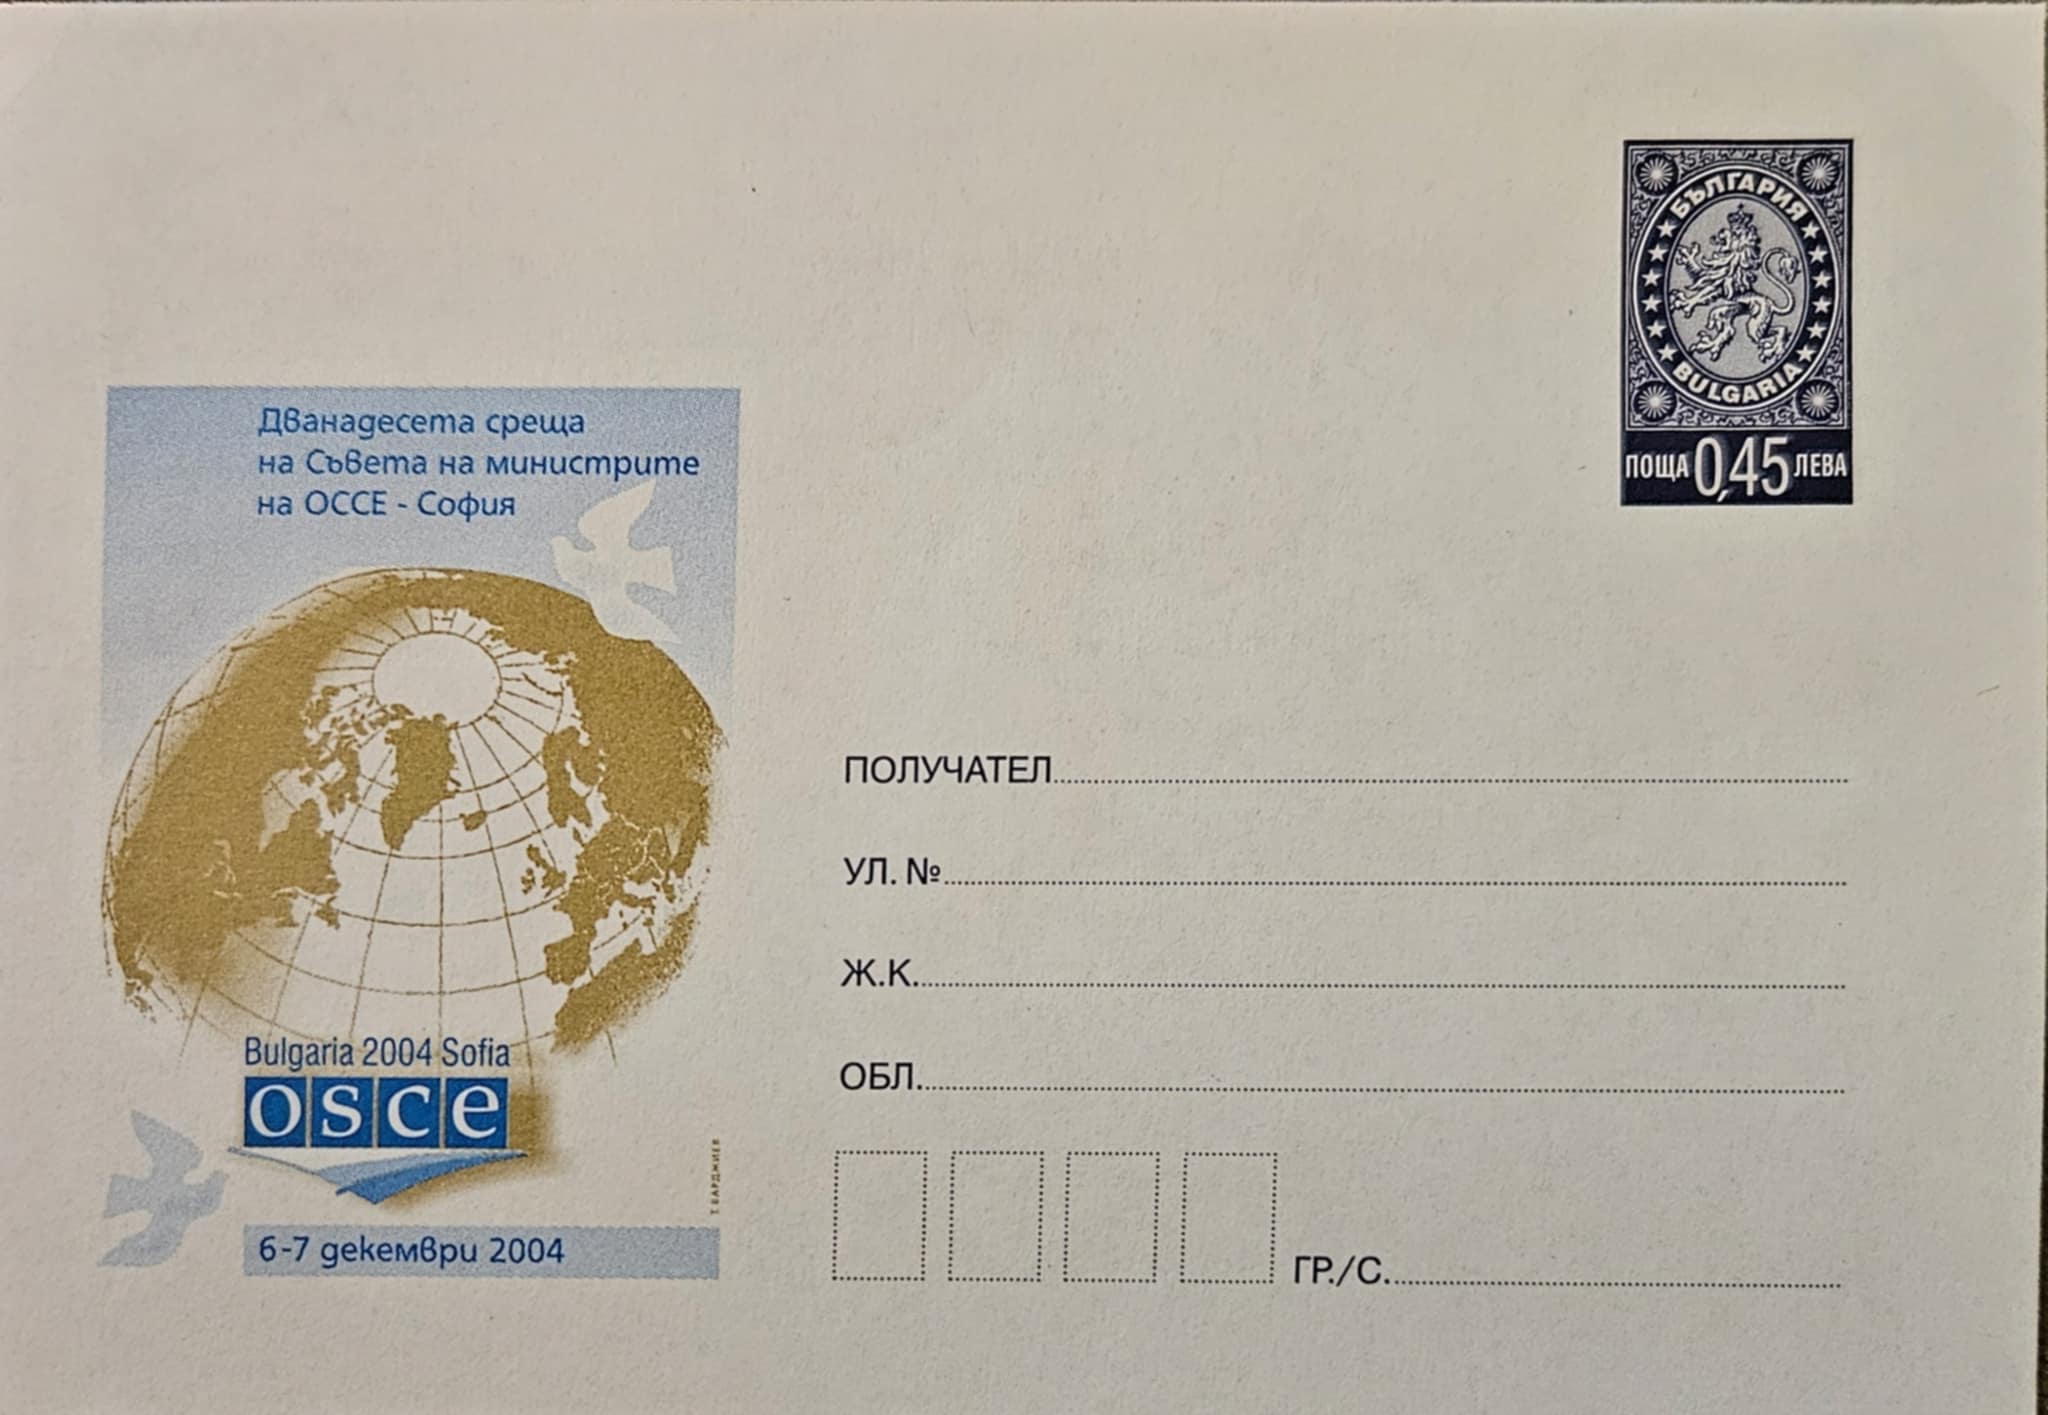 БЪЛГАРИЯ
BULGARIA
ПОЩА 0,45 ЛЕВА
Дванадесета среща
на Съвета на министрите
на ОССЕ - София
Bulgaria 2004 Sofia
osce
Т. ВАРДЖИЕВ
6-7 декември 2004
ПОЛУЧАТЕЛ
УЛ. №
Ж.К.
ОБЛ.
ГР./С.